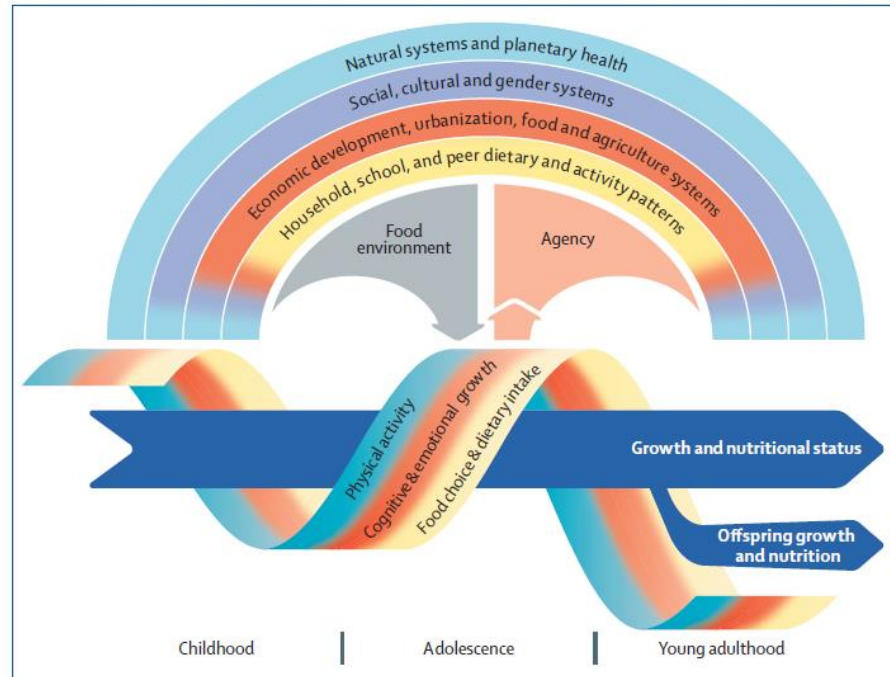 Natural systems and planetary health
Social, cultural and gender systems
Economic development, urbanization, food and agriculture systems
Household, school, and peer dietary and activity patterns
Food
environment
Agency
Physical activity
Cognitive & emotional growth
Food choice & dietary intake
Growth and nutritional status
Offspring growth
and nutrition
Childhood
Adolescence
Young adulthood